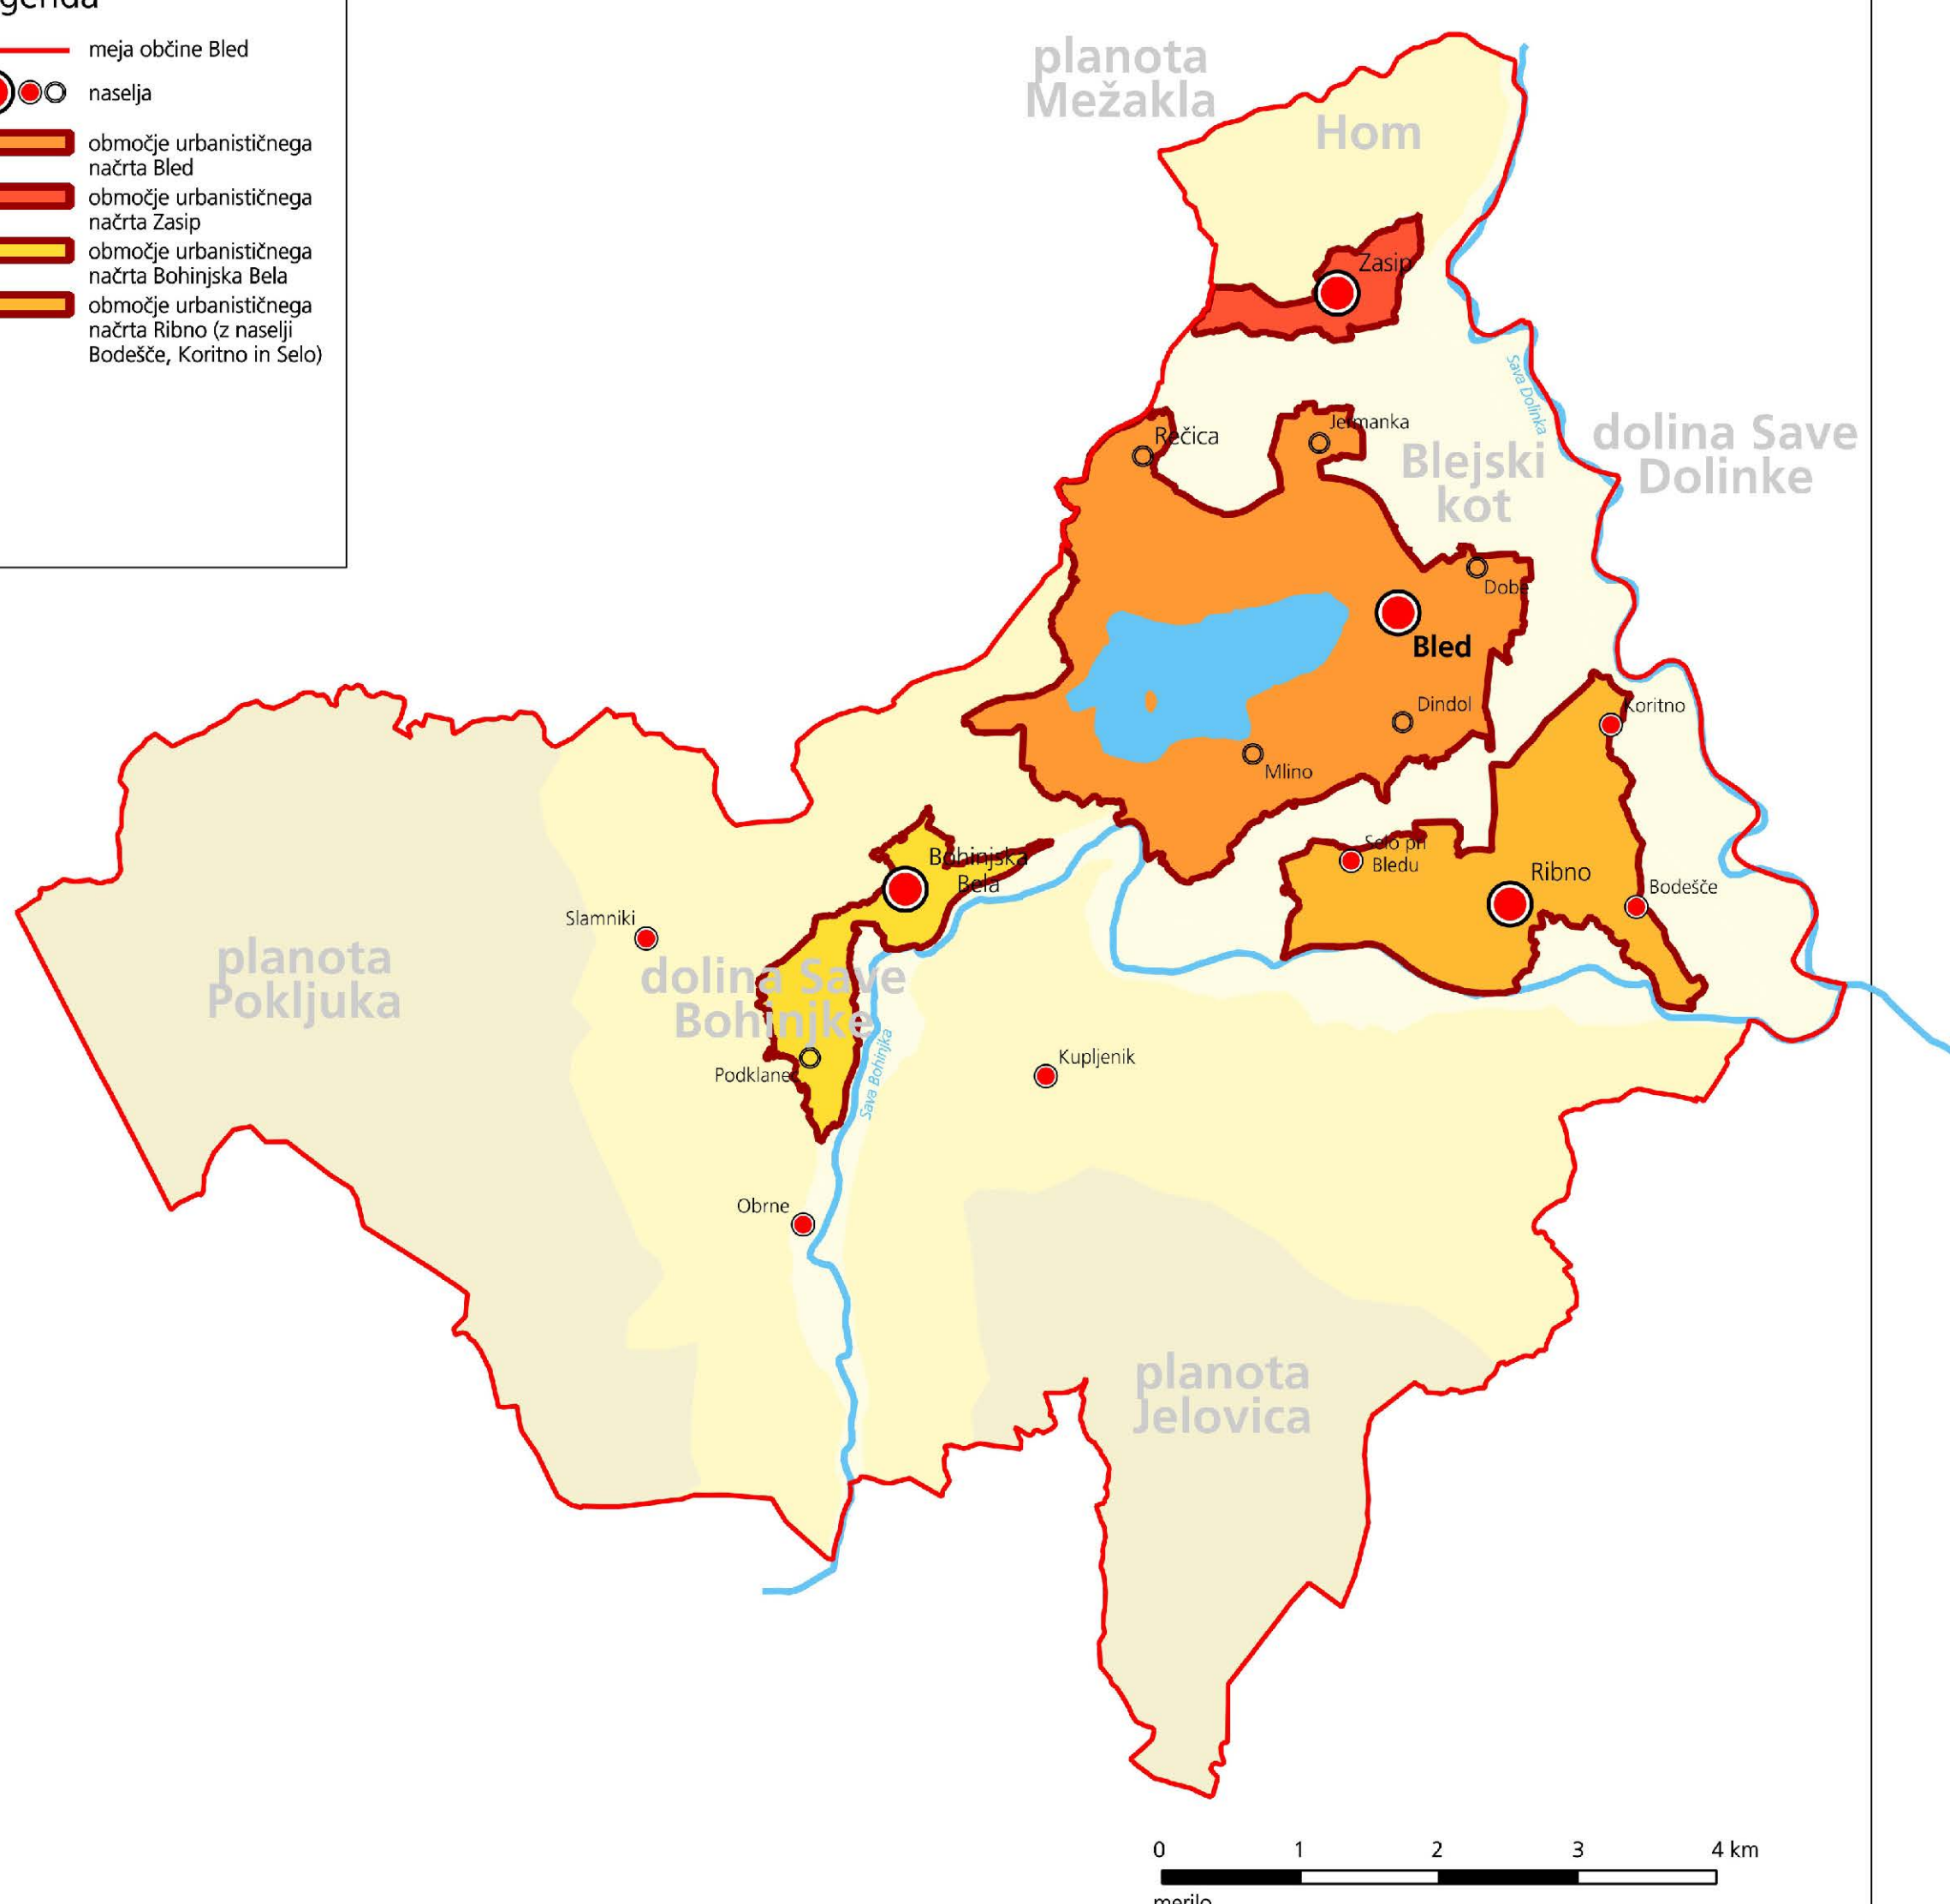 genda
meja občine Bled
naselja
območje urbanističnega
načrta Bled
območje urbanističnega
načrta Zasip
območje urbanističnega
načrta Bohinjska Bela
območje urbanističnega
načrta Ribno (z naselji
Bodešče, Koritno in Selo)
planota
Mežakla
Hom
Zasip
Sava Dolinka
Rečica
Jermanka
Blejski
kot
dolina Save
Dolinke
Dobe
Bled
Dindol
Koritno
Mlino
Selo pri
Bledu
Bohinjska
Bela
Ribno
Bodešče
Slamniki
planota
Pokljuka
dolina Save
Bohinjke
Sava Bohinjka
Podklanec
Kupljenik
Obrne
planota
Jelovica
0 1 2 3 4 km
merilo